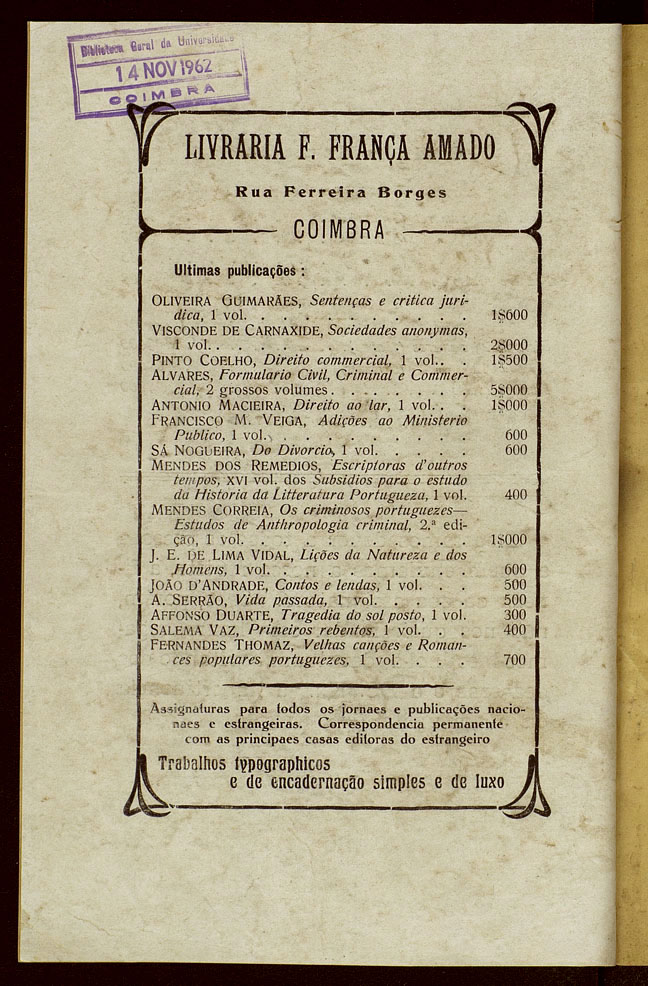 Biblioteca Geral da Universidade
14 NOV 1962
COIMBRA
LIVRARIA F. FRANÇA AMADO
Rua Ferreira Borges
COIMBRA
Ultimas publicações :
OLIVEIRA GUIMARÃES, Sentenças e critica juri-
dica, 1 vol. . . . . . . . . . . 1$600
VISCONDE DE CARNAXIDE, Sociedades anonymas,
1 vol. . . . . . . . . . . . . 2$000
PINTO COELHO, Direito commercial, 1 vol. . . 1$500
ALVARES, Formulario Civil, Criminal e Commer-
cial, 2 grossos volumes . . . . . . . 5$000
ANTONIO MACIEIRA, Direito ao lar, 1 vol. . . 1$000
FRANCISCO M. VEIGA, Adições ao Ministerio
Publico, 1 vol. . . . . . . . . . 600
SÁ NOGUEIRA, Do Divorcio, 1 vol. . . . . 600
MENDES DOS REMEDIOS, Escriptoras d'outros
tempos, XVI vol. dos Subsidios para o estudo
da Historia da Litteratura Portugueza, 1 vol. 400
MENDES CORREIA, Os criminosos portuguezes—
Estudos de Anthropologia criminal, 2.ª edi-
ção, 1 vol. . . . . . . . . . . 1$000
J. E. DE LIMA VIDAL, Lições da Natureza e dos
Homens, 1 vol. . . . . . . . . . 600
JOÃO D'ANDRADE, Contos e lendas, 1 vol. . . 500
A. SERRÃO, Vida passada, 1 vol. . . . . 500
AFFONSO DUARTE, Tragedia do sol posto, 1 vol. 300
SALEMA VAZ, Primeiros rebentos, 1 vol. . . 400
FERNANDES THOMAZ, Velhas canções e Roman-
ces populares portuguezes, 1 vol. . . . 700
Assignaturas para todos os jornaes e publicações nacio-
naes e estrangeiras. Correspondencia permanente
com as principaes casas editoras do estrangeiro
Trabalhos typographicos
e de encadernação simples e de luxo